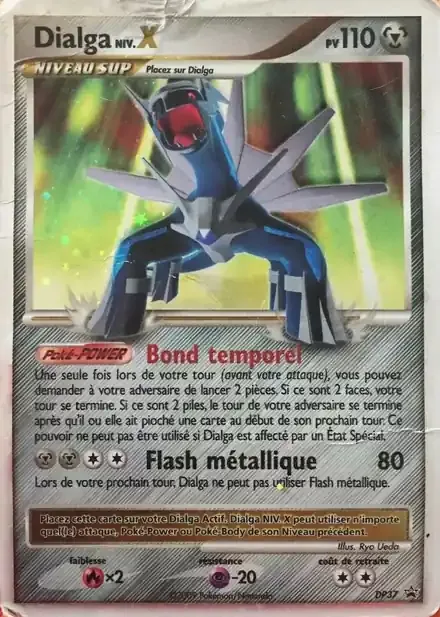 Dialga NIV. X PV 110
NIVEAU SUP Placez sur Dialga
Poké-POWER Bond temporel
Une seule fois lors de votre tour (avant votre attaque), vous pouvez
demander à votre adversaire de lancer 2 pièces. Si ce sont 2 faces, votre
tour se termine. Si ce sont 2 piles, le tour de votre adversaire se termine
après qu'il ou elle ait pioché une carte au début de son prochain tour. Ce
pouvoir ne peut pas être utilisé si Dialga est affecté par un État Spécial.
Flash métallique 80
Lors de votre prochain tour, Dialga ne peut pas utiliser Flash métallique.
Placez cette carte sur votre Dialga Actif. Dialga NIV. X peut utiliser n'importe
quel(le) attaque, Poké-Power ou Poké-Body de son Niveau précédent.
Illus. Ryo Ueda
faiblesse résistance coût de retraite
×2 -20
©2009 Pokémon/Nintendo DP37